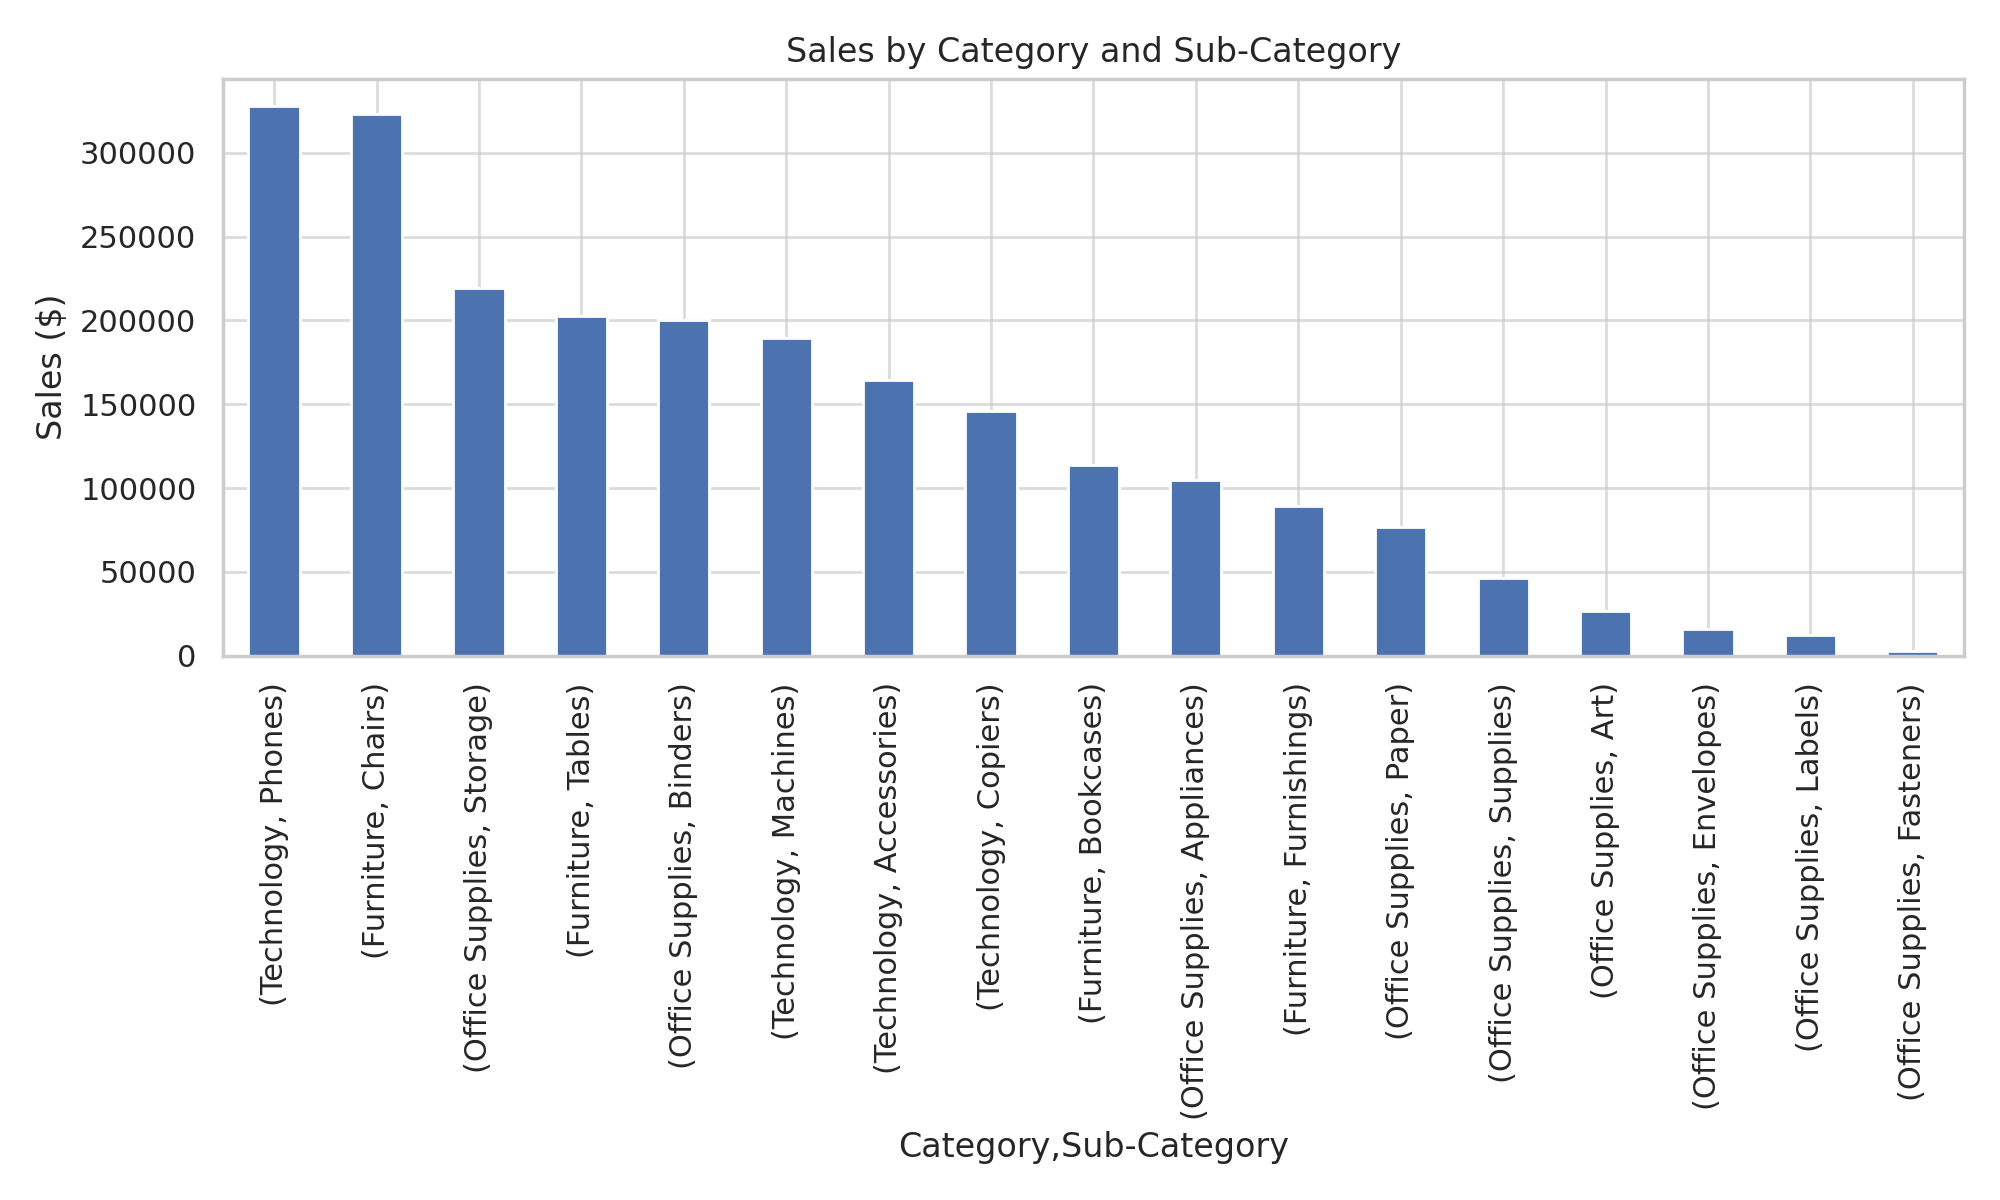 Sales by Category and Sub-Category
Sales ($)
300000
250000
200000
150000
100000
50000
0
(Technology, Phones)
(Furniture, Chairs)
(Office Supplies, Storage)
(Furniture, Tables)
(Office Supplies, Binders)
(Technology, Machines)
(Technology, Accessories)
(Technology, Copiers)
(Furniture, Bookcases)
(Office Supplies, Appliances)
(Furniture, Furnishings)
(Office Supplies, Paper)
(Office Supplies, Supplies)
(Office Supplies, Art)
(Office Supplies, Envelopes)
(Office Supplies, Labels)
(Office Supplies, Fasteners)
Category,Sub-Category